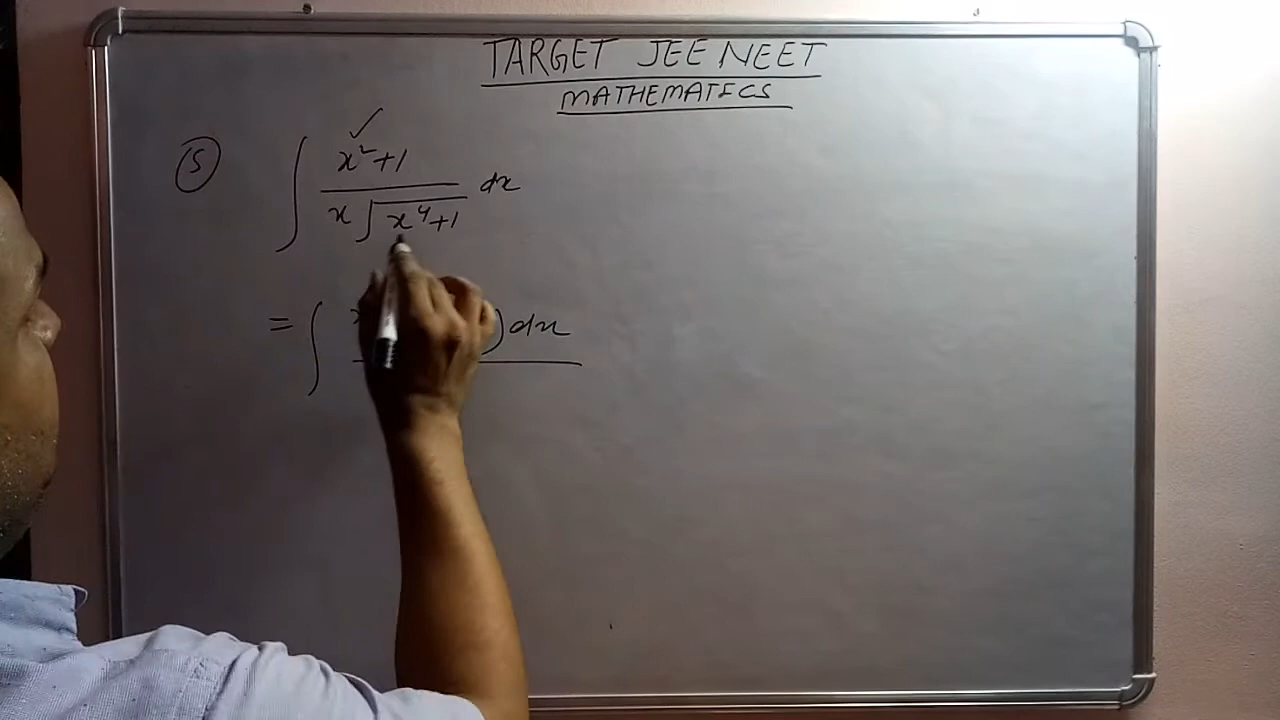 TARGET JEE NEET
MATHEMATICS
(5) ∫ (x²+1)/(x√(x⁴+1)) dx
= ∫ x ) dx